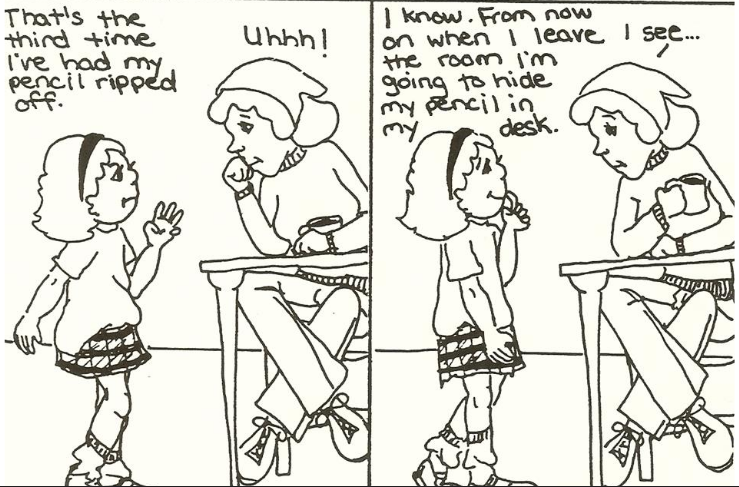 That's the
third time
I've had my
pencil ripped
off.
Uhhh!
I know. From now
on when I leave
the room I'm
going to hide
my pencil in
my desk.
I see...